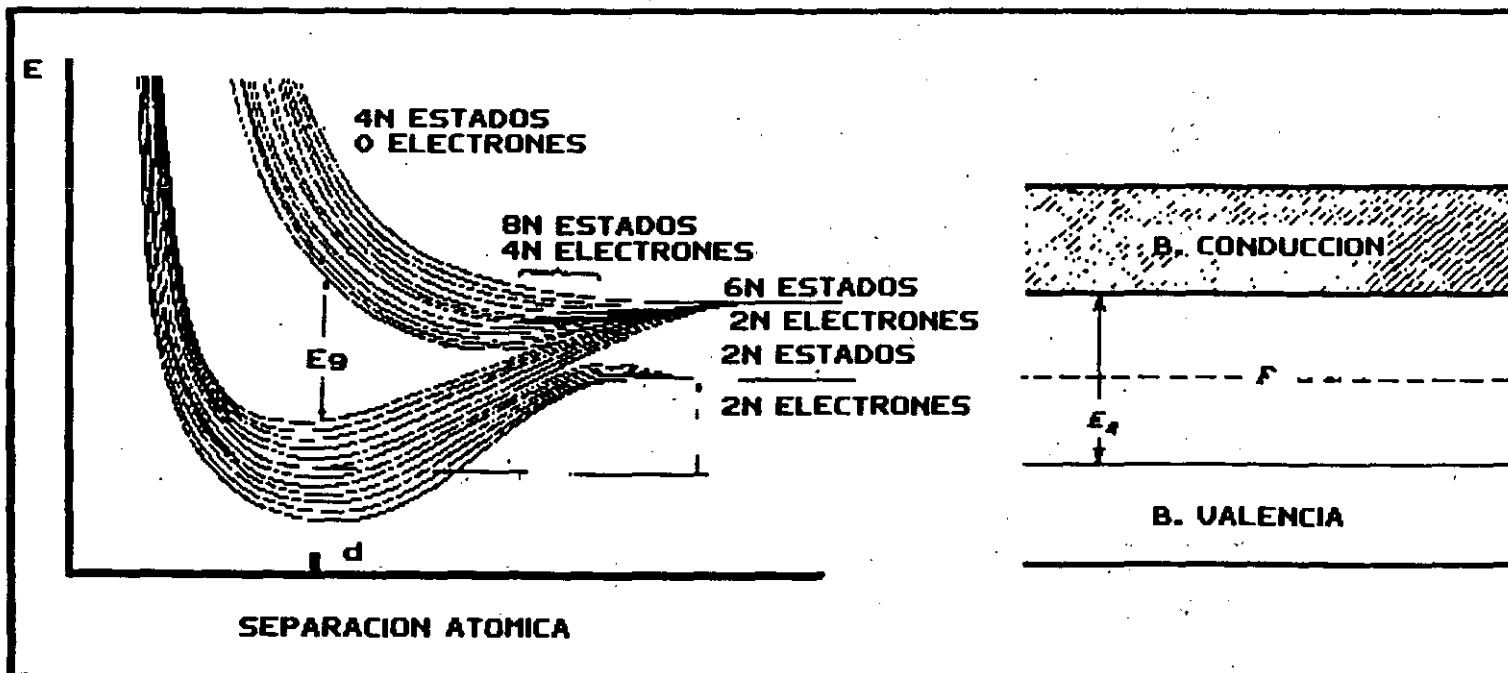 E
4N ESTADOS
0 ELECTRONES
8N ESTADOS
4N ELECTRONES
6N ESTADOS
2N ELECTRONES
2N ESTADOS
2N ELECTRONES
Eg
d
SEPARACION ATOMICA
B. CONDUCCION
F
Eg
B. VALENCIA